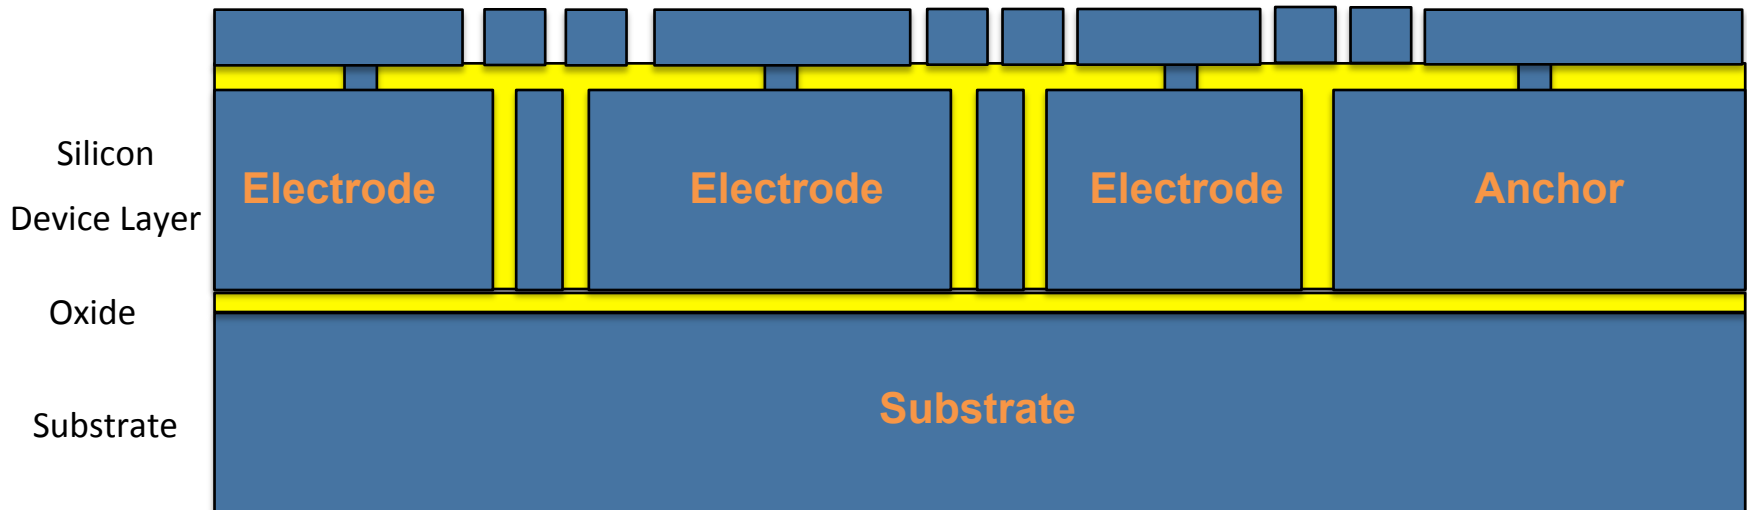 Silicon
Device Layer
Electrode
Electrode
Electrode
Anchor
Oxide
Substrate
Substrate